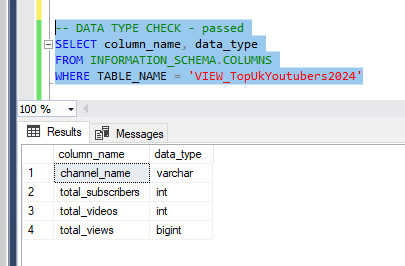 -- DATA TYPE CHECK - passed
SELECT column_name, data_type
FROM INFORMATION_SCHEMA.COLUMNS
WHERE TABLE_NAME = 'VIEW_TopUkYoutubers2024'
100 %
Results Messages
column_name data_type
1 channel_name varchar
2 total_subscribers int
3 total_videos int
4 total_views bigint